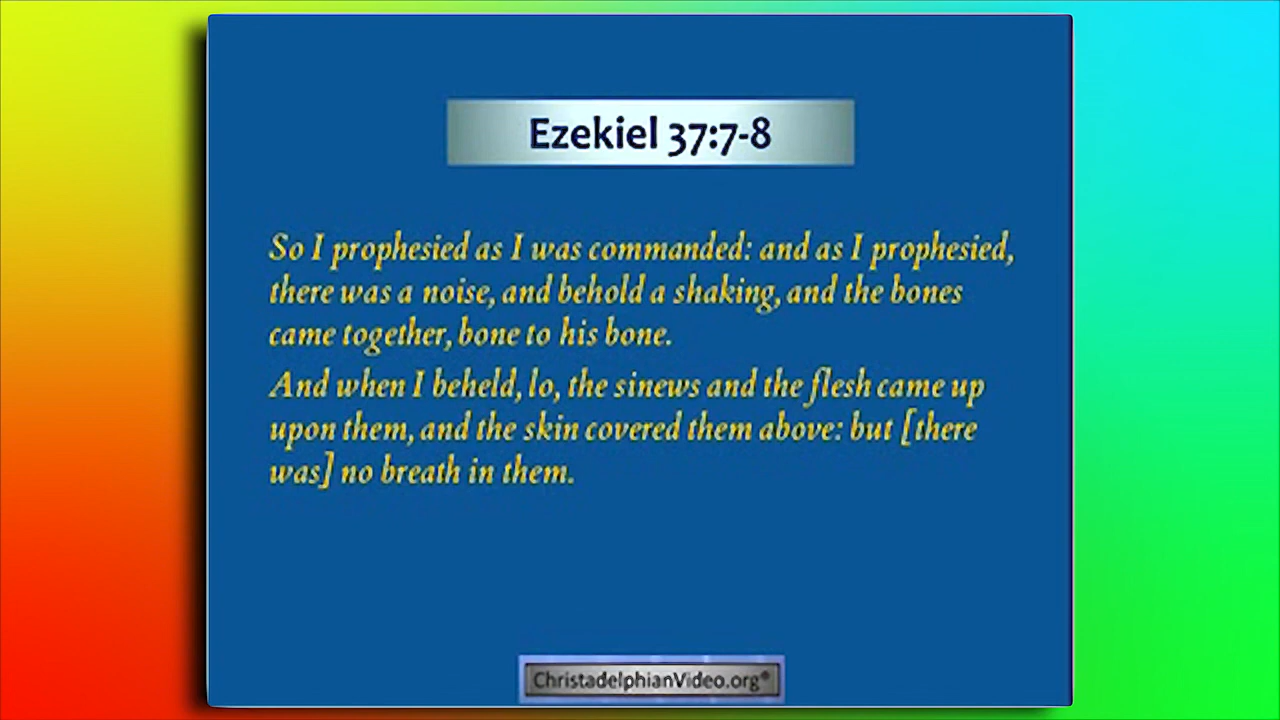 Ezekiel 37:7-8
So I prophesied as I was commanded: and as I prophesied,
there was a noise, and behold a shaking, and the bones
came together, bone to his bone.
And when I beheld, lo, the sinews and the flesh came up
upon them, and the skin covered them above: but [there
was] no breath in them.
ChristadelphianVideo.org®